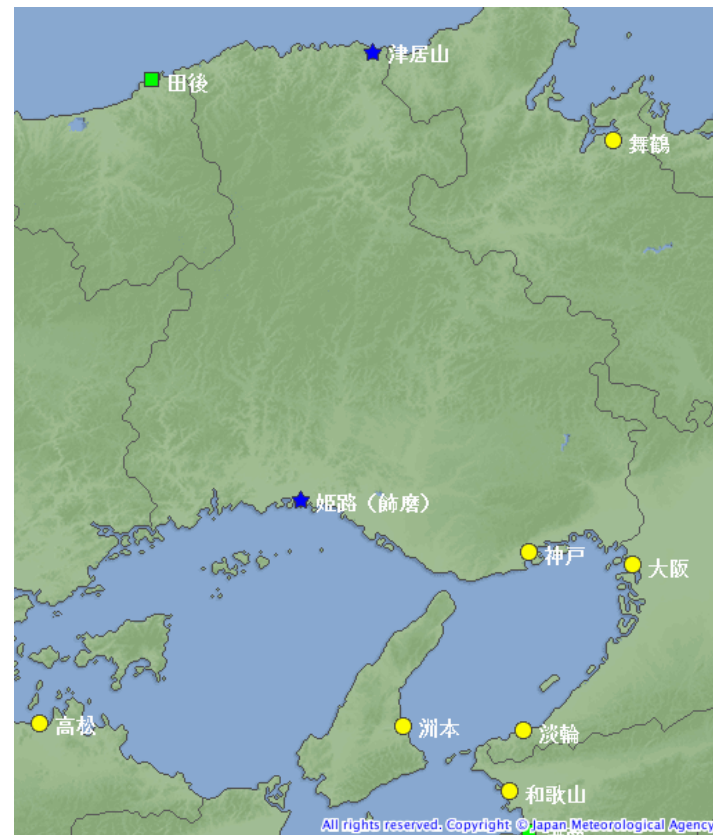 津居山
田後
舞鶴
姫路（飾磨）
神戸
大阪
高松
洲本
淡輪
和歌山
All rights reserved. Copyright © Japan Meteorological Agency